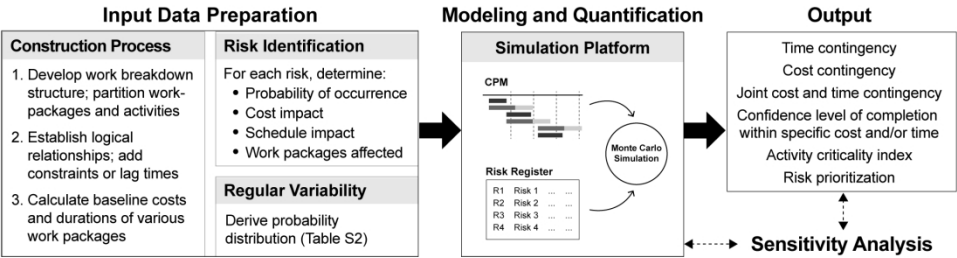 Input Data Preparation
Construction Process
1. Develop work breakdown
structure; partition work-
packages and activities
2. Establish logical
relationships; add
constraints or lag times
3. Calculate baseline costs
and durations of various
work packages
Risk Identification
For each risk, determine:
• Probability of occurrence
• Cost impact
• Schedule impact
• Work packages affected
Regular Variability
Derive probability
distribution (Table S2)
Modeling and Quantification
Simulation Platform
CPM
Monte Carlo
Simulation
Risk Register
R1 Risk 1 ... ...
R2 Risk 2 ... ...
R3 Risk 3 ... ...
R4 Risk 4 ... ...
Output
Time contingency
Cost contingency
Joint cost and time contingency
Confidence level of completion
within specific cost and/or time
Activity criticality index
Risk prioritization
Sensitivity Analysis